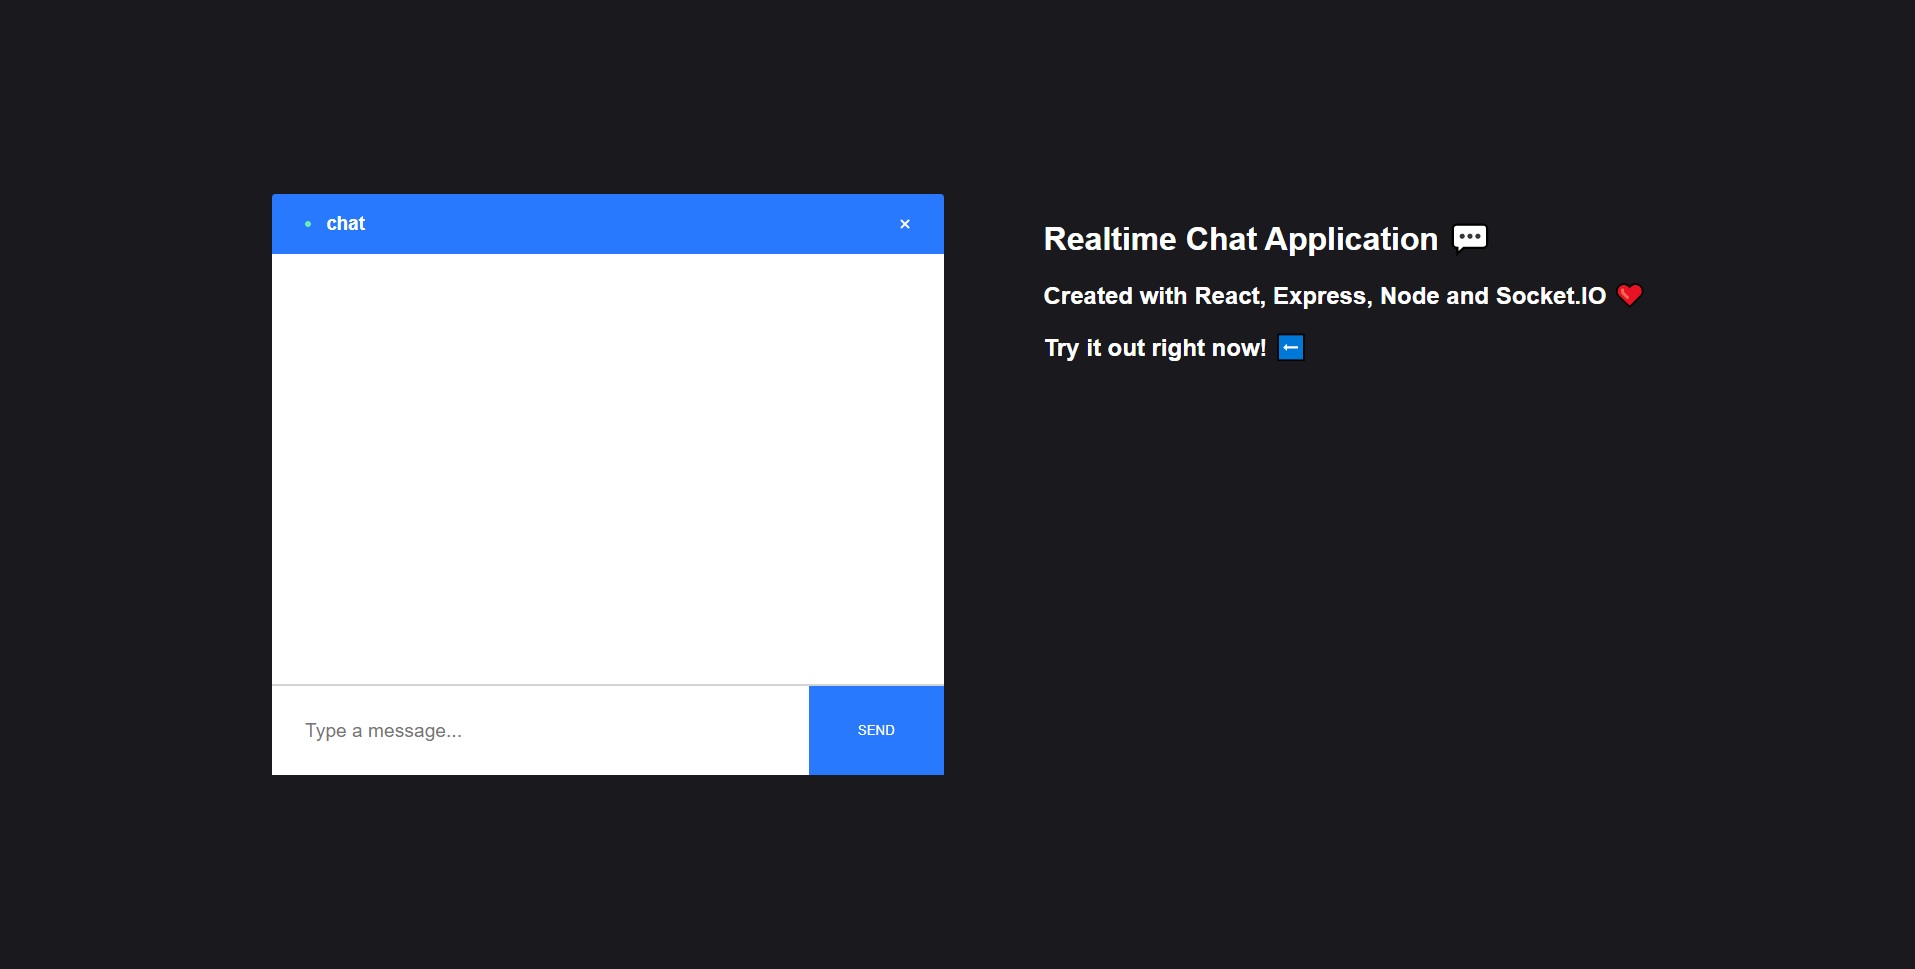 chat
Type a message...
SEND
Realtime Chat Application 💬
Created with React, Express, Node and Socket.IO ❤️
Try it out right now! ⬅️